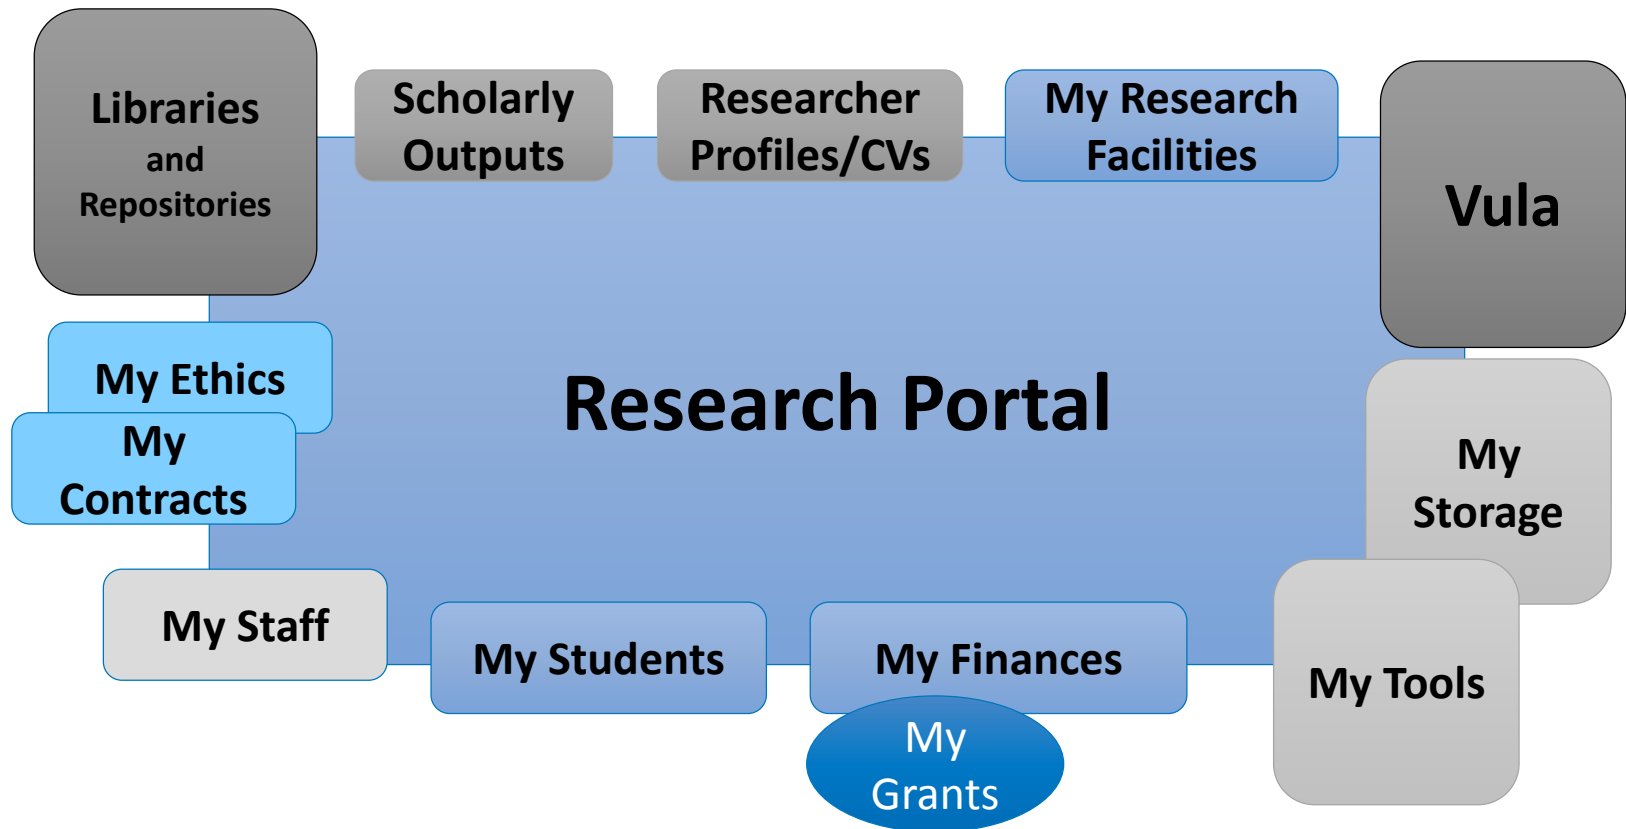 Libraries
and
Repositories
Scholarly
Outputs
Researcher
Profiles/CVs
My Research
Facilities
Vula
My Ethics
My
Contracts
Research Portal
My
Storage
My Staff
My Students
My Finances
My Tools
My
Grants